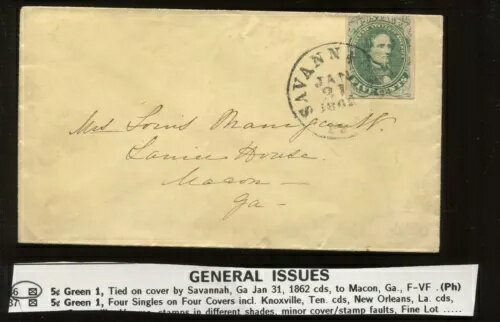 SAVANNA
JAN
31
1862
Mrs Louis Manigault.
Lanier House.
Macon
Ga
GENERAL ISSUES
5¢ Green 1, Tied on cover by Savannah, Ga Jan 31, 1862 cds, to Macon, Ga., F-VF .(Ph)
5¢ Green 1, Four Singles on Four Covers incl. Knoxville, Ten. cds, New Orleans, La. cds,
stamps in different shades, minor cover/stamp faults, Fine Lot .....